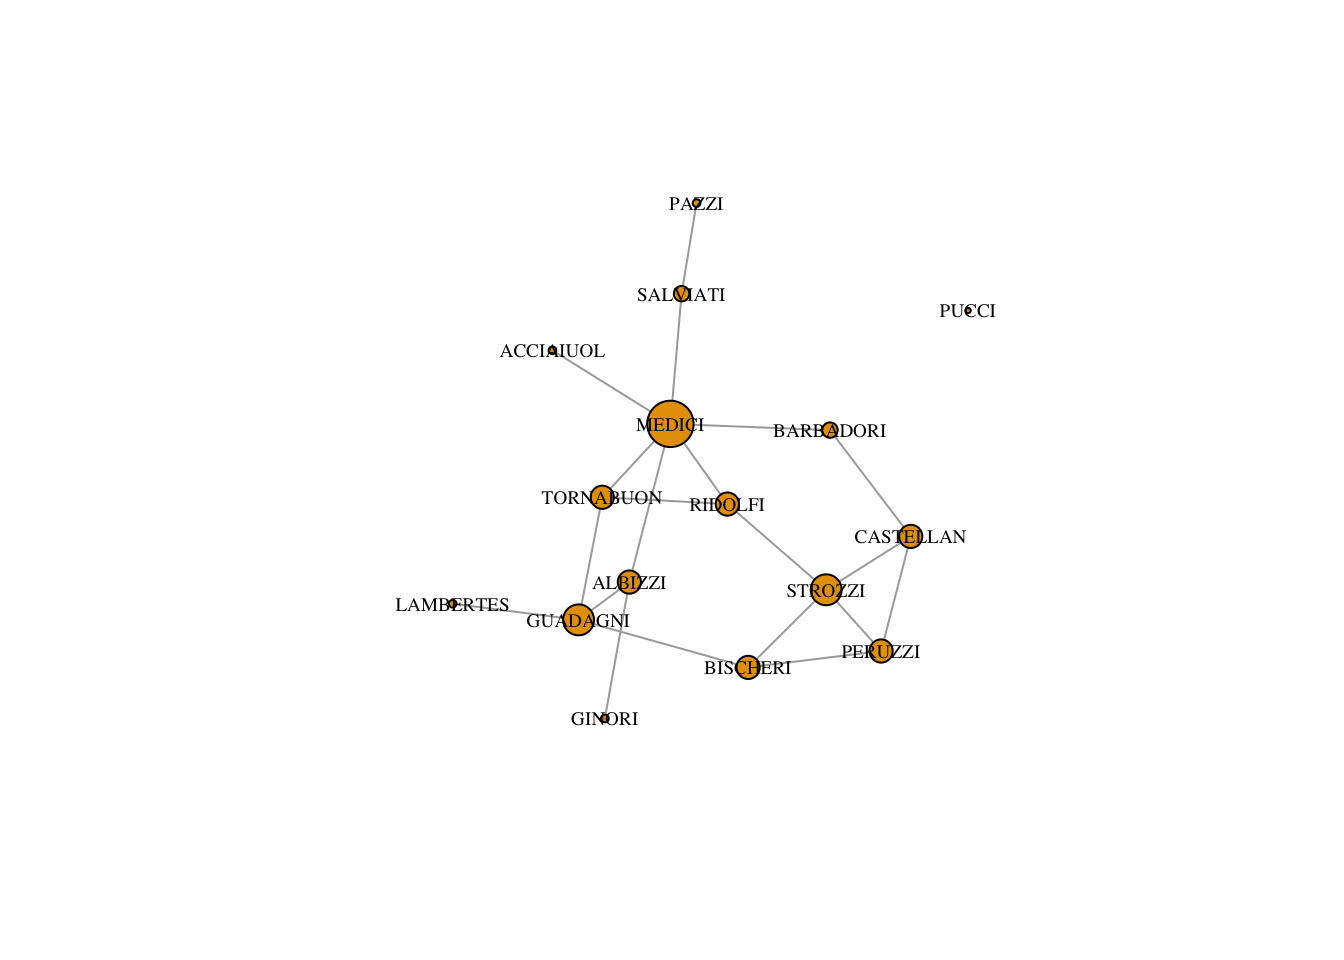 PAZZI
SALVIATI
PUCCI
ACCIAIUOL
MEDICI
BARBADORI
TORNABUON
RIDOLFI
CASTELLAN
ALBIZZI
STROZZI
LAMBERTES
GUADAGNI
PERUZZI
BISCHERI
GINORI